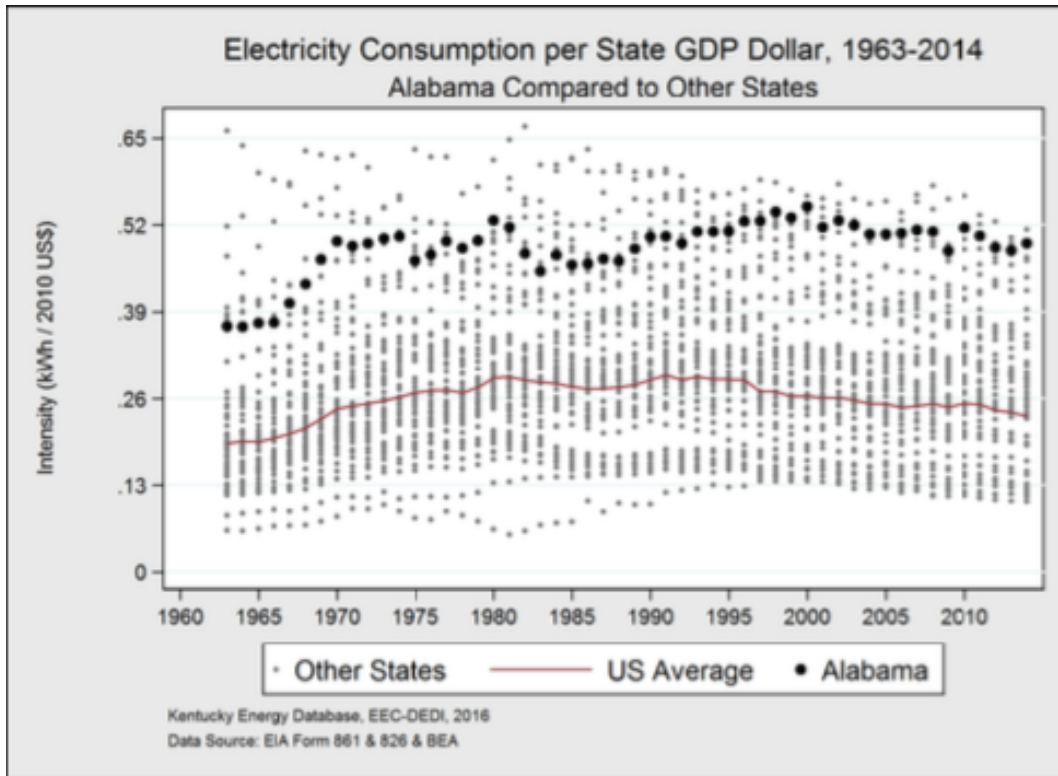 Electricity Consumption per State GDP Dollar, 1963-2014
Alabama Compared to Other States
Intensity (kWh / 2010 US$)
.65
.52
.39
.26
.13
0
1960 1965 1970 1975 1980 1985 1990 1995 2000 2005 2010
Other States US Average Alabama
Kentucky Energy Database, EEC-DEDI, 2016
Data Source: EIA Form 861 & 826 & BEA